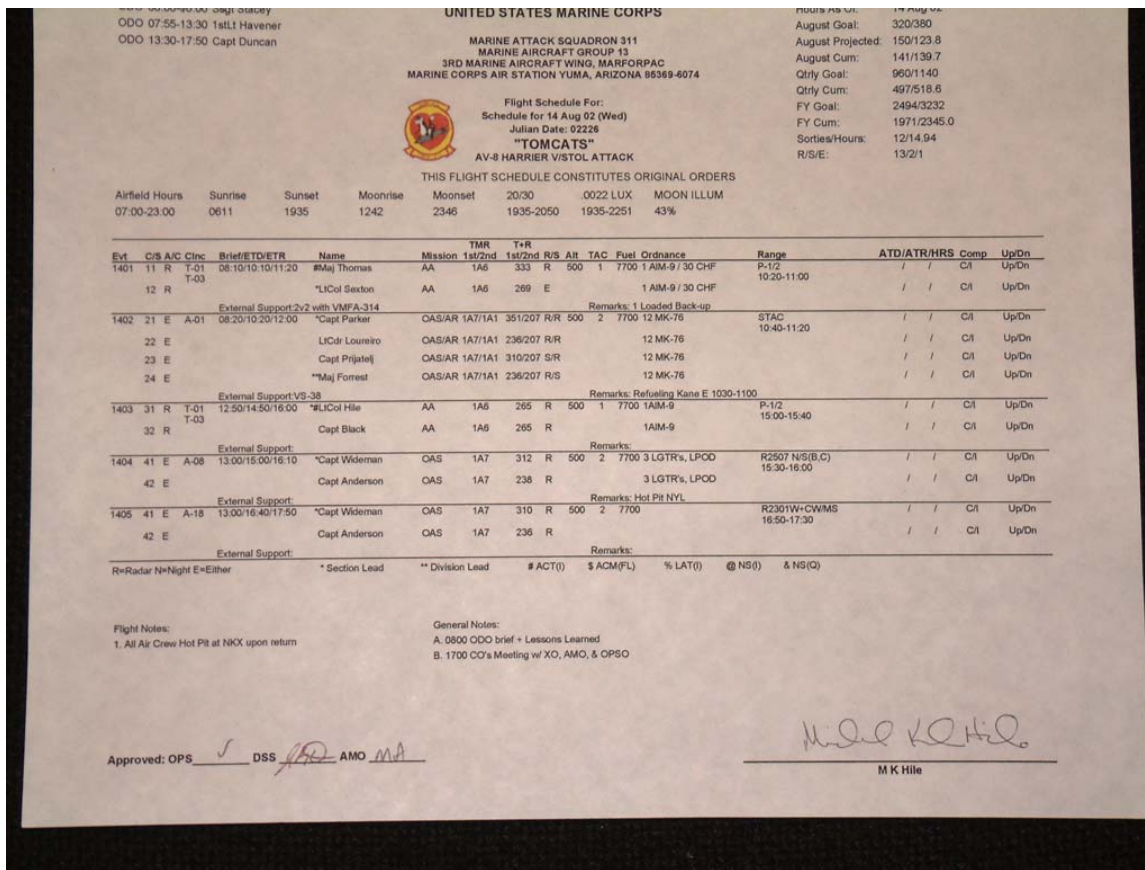 SSgt Stacey
ODO 07:55-13:30 1stLt Havener
ODO 13:30-17:50 Capt Duncan
UNITED STATES MARINE CORPS
MARINE ATTACK SQUADRON 311
MARINE AIRCRAFT GROUP 13
3RD MARINE AIRCRAFT WING, MARFORPAC
MARINE CORPS AIR STATION YUMA, ARIZONA 85369-6074
Flight Schedule For:
Schedule for 14 Aug 02 (Wed)
Julian Date: 02226
"TOMCATS"
AV-8 HARRIER V/STOL ATTACK
Hours As Of: 14 Aug 02
August Goal: 320/380
August Projected: 150/123.8
August Cum: 141/139.7
Qtrly Goal: 960/1140
Qtrly Cum: 497/518.6
FY Goal: 2494/3232
FY Cum: 1971/2345.0
Sorties/Hours: 12/14.94
R/S/E: 13/2/1
THIS FLIGHT SCHEDULE CONSTITUTES ORIGINAL ORDERS
Airfield Hours Sunrise Sunset Moonrise Moonset 20/30 .0022 LUX MOON ILLUM
07:00-23:00 0611 1935 1242 2346 1935-2050 1935-2251 43%
TMR T+R
Evt C/S A/C Clnc Brief/ETD/ETR Name Mission 1st/2nd 1st/2nd R/S Alt TAC Fuel Ordnance Range ATD/ATR/HRS Comp Up/Dn
1401 11 R T-01 08:10/10:10/11:20 #Maj Thomas AA 1A6 333 R 500 1 7700 1 AIM-9 / 30 CHF P-1/2 / / C/I Up/Dn
T-03 10:20-11:00
12 R *LtCol Sexton AA 1A6 269 E 1 AIM-9 / 30 CHF / / C/I Up/Dn
External Support:2v2 with VMFA-314 Remarks: 1 Loaded Back-up
1402 21 E A-01 08:20/10:20/12:00 *Capt Parker OAS/AR 1A7/1A1 351/207 R/R 500 2 7700 12 MK-76 STAC / / C/I Up/Dn
10:40-11:20
22 E LtCdr Loureiro OAS/AR 1A7/1A1 236/207 R/R 12 MK-76 / / C/I Up/Dn
23 E Capt Prijatelj OAS/AR 1A7/1A1 310/207 S/R 12 MK-76 / / C/I Up/Dn
24 E **Maj Forrest OAS/AR 1A7/1A1 236/207 R/S 12 MK-76 / / C/I Up/Dn
External Support:VS-38 Remarks: Refueling Kane E 1030-1100
1403 31 R T-01 12:50/14:50/16:00 *#LtCol Hile AA 1A6 265 R 500 1 7700 1AIM-9 P-1/2 / / C/I Up/Dn
T-03 15:00-15:40
32 R Capt Black AA 1A6 265 R 1AIM-9 / / C/I Up/Dn
External Support: Remarks:
1404 41 E A-08 13:00/15:00/16:10 *Capt Wideman OAS 1A7 312 R 500 2 7700 3 LGTR's, LPOD R2507 N/S(B,C) / / C/I Up/Dn
15:30-16:00
42 E Capt Anderson OAS 1A7 238 R 3 LGTR's, LPOD / / C/I Up/Dn
External Support: Remarks: Hot Pit NYL
1405 41 E A-18 13:00/16:40/17:50 *Capt Wideman OAS 1A7 310 R 500 2 7700 R2301W+CW/MS / / C/I Up/Dn
16:50-17:30
42 E Capt Anderson OAS 1A7 236 R / / C/I Up/Dn
External Support: Remarks:
R=Radar N=Night E=Either * Section Lead ** Division Lead # ACT(I) $ ACM(FL) % LAT(I) @ NS(I) & NS(Q)
Flight Notes:
1. All Air Crew Hot Pit at NKX upon return
General Notes:
A. 0800 ODO brief + Lessons Learned
B. 1700 CO's Meeting w/ XO, AMO, & OPSO
Approved: OPS DSS AMO MA
M K Hile